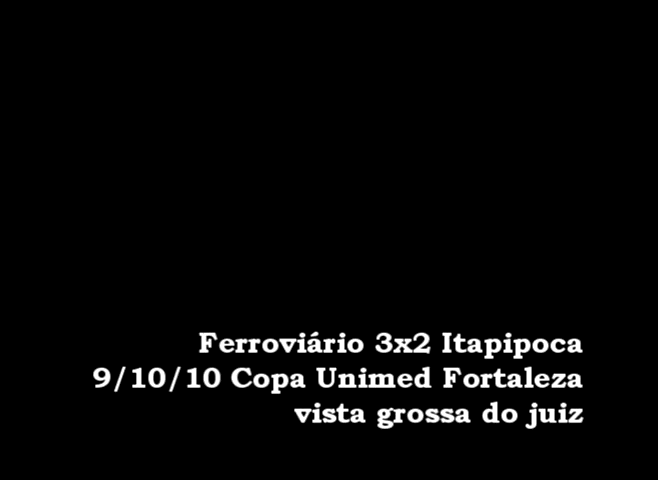 Ferroviário 3x2 Itapipoca
9/10/10 Copa Unimed Fortaleza
vista grossa do juiz